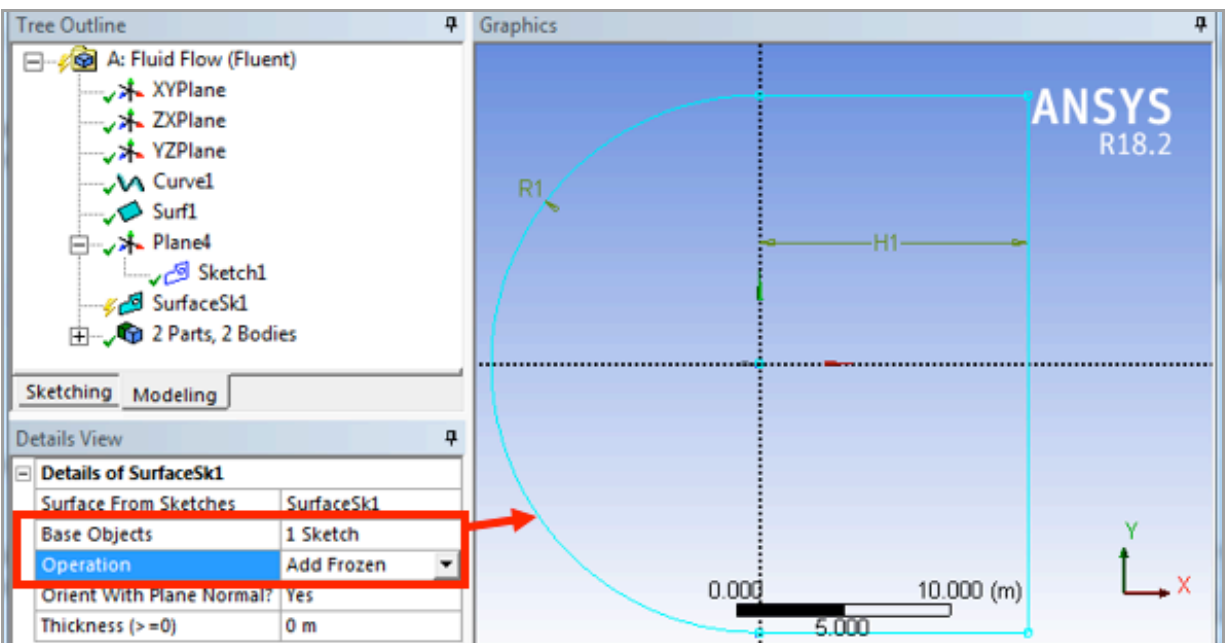 Tree Outline
A: Fluid Flow (Fluent)
XYPlane
ZXPlane
YZPlane
Curve1
Surf1
Plane4
Sketch1
SurfaceSk1
2 Parts, 2 Bodies
Sketching Modeling
Details View
Details of SurfaceSk1
Surface From Sketches SurfaceSk1
Base Objects 1 Sketch
Operation Add Frozen
Orient With Plane Normal? Yes
Thickness (>=0) 0 m
Graphics
ANSYS
R18.2
R1
H1
Y
X
0.000 10.000 (m)
5.000